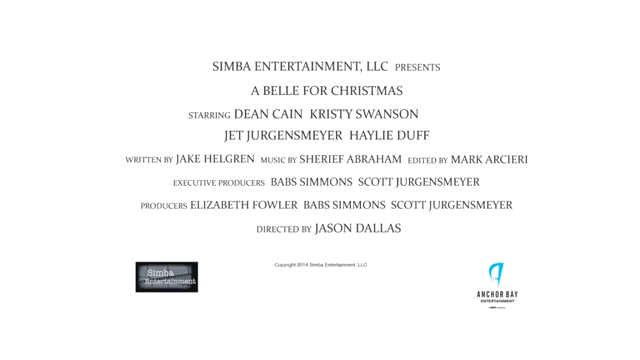 SIMBA ENTERTAINMENT, LLC PRESENTS
A BELLE FOR CHRISTMAS
STARRING DEAN CAIN KRISTY SWANSON
JET JURGENSMEYER HAYLIE DUFF
WRITTEN BY JAKE HELGREN MUSIC BY SHERIEF ABRAHAM EDITED BY MARK ARCIERI
EXECUTIVE PRODUCERS BABS SIMMONS SCOTT JURGENSMEYER
PRODUCERS ELIZABETH FOWLER BABS SIMMONS SCOTT JURGENSMEYER
DIRECTED BY JASON DALLAS
Copyright 2014 Simba Entertainment, LLC
Simba
Entertainment
ANCHOR BAY
ENTERTAINMENT